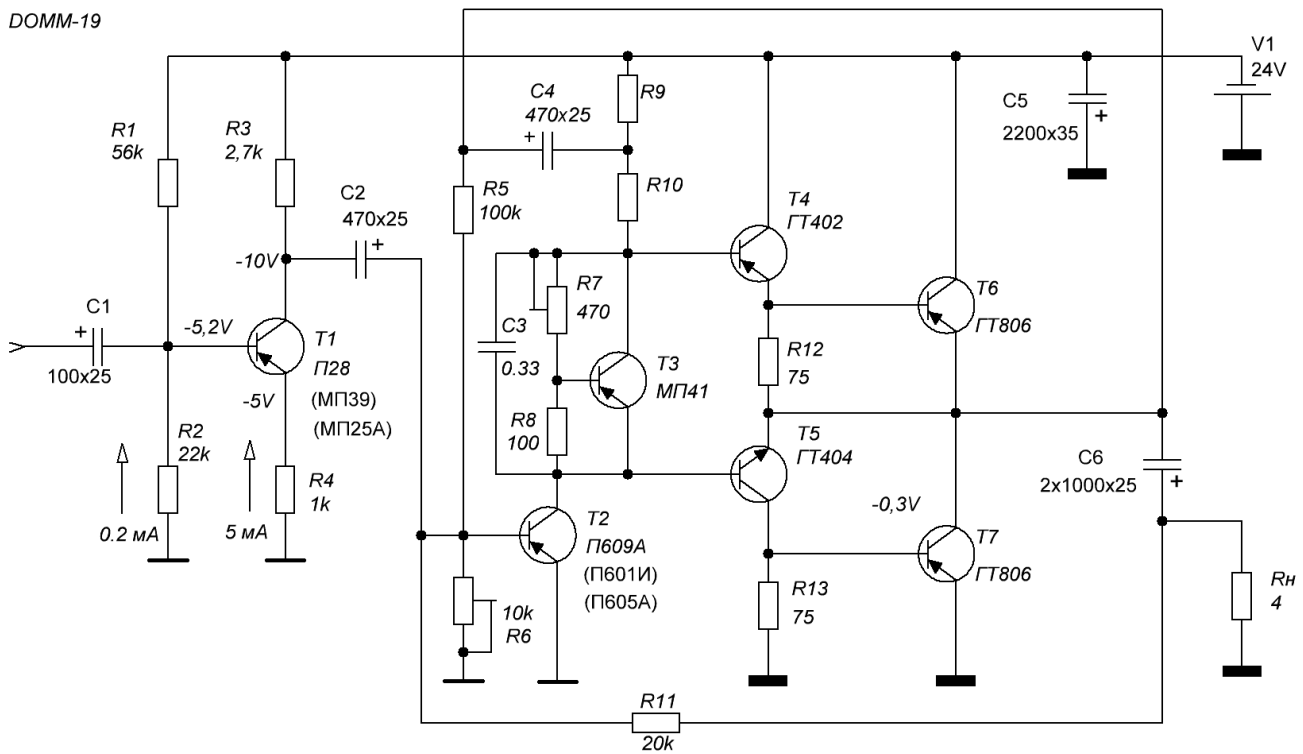 DOMM-19
V1
24V
C4
470x25
R9
C5
2200x35
+
+
R1
56k
R3
2,7k
R10
C2
470x25
+
R5
100k
T4
ГТ402
-10V
R7
470
T6
ГТ806
C1
+
100x25
-5,2V
T1
П28
(МП39)
(МП25А)
C3
0.33
T3
МП41
R12
75
-5V
R8
100
T5
ГТ404
R2
22k
R4
1k
C6
2x1000x25
+
-0,3V
0.2 мА
5 мА
T2
П609А
(П601И)
(П605А)
T7
ГТ806
10k
R6
R13
75
Rн
4
R11
20k